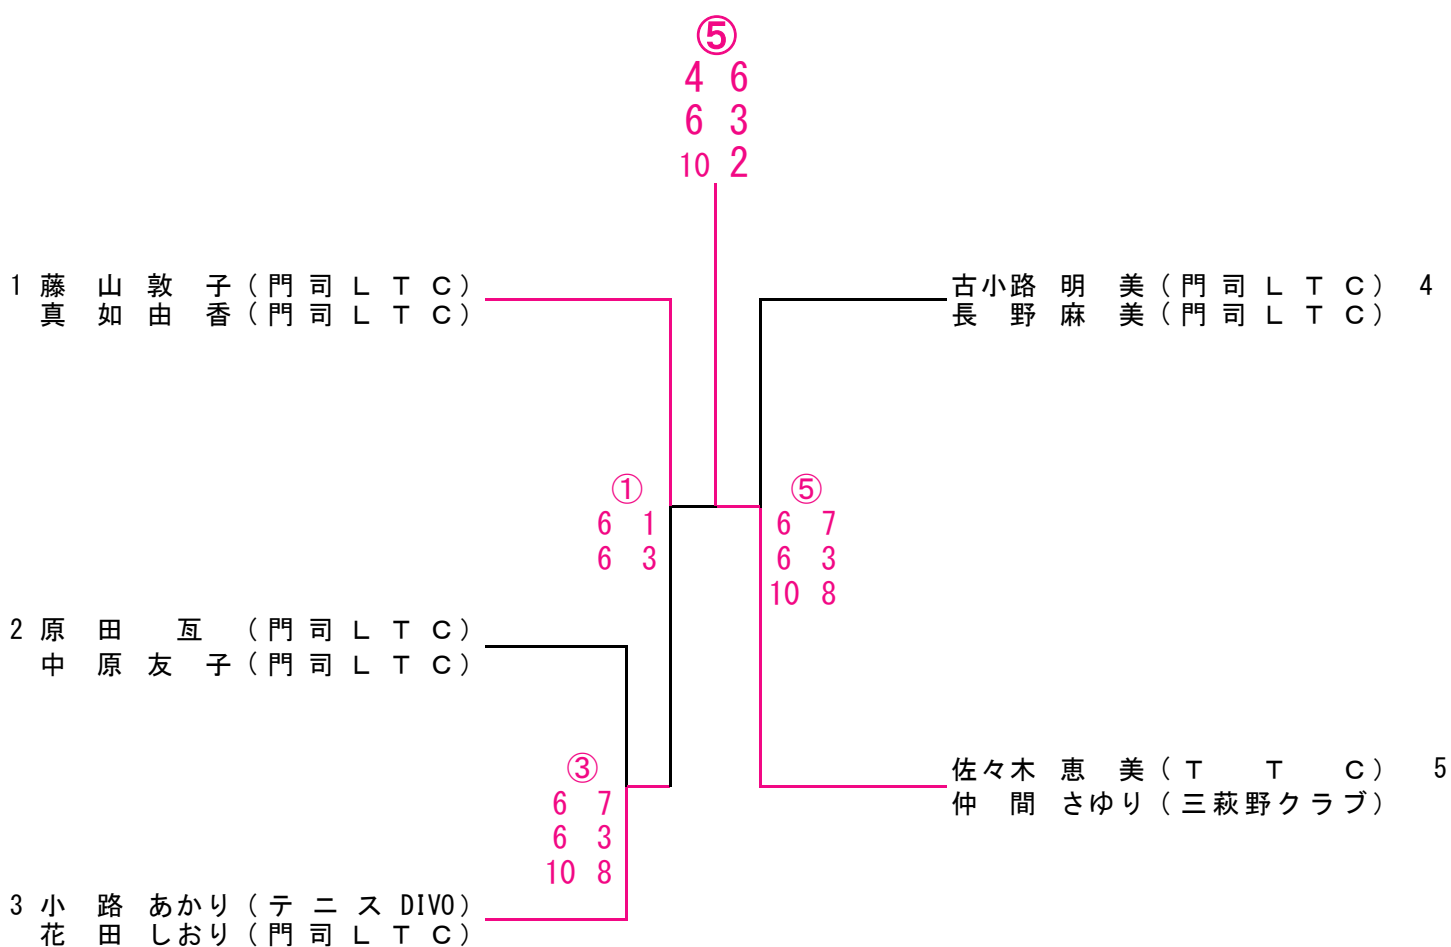 ⑤
4 6
6 3
10 2
1 藤 山 敦 子 (門 司 L T C)
真 如 由 香 (門 司 L T C)
古小路 明 美 (門 司 L T C) 4
長 野 麻 美 (門 司 L T C)
①
6 1
6 3
⑤
6 7
6 3
10 8
2 原 田 亙 (門 司 L T C)
中 原 友 子 (門 司 L T C)
③
6 7
6 3
10 8
佐々木 恵 美 (T T C) 5
仲 間 さゆり (三萩野クラブ)
3 小 路 あかり (テ ニ ス DIVO)
花 田 しおり (門 司 L T C)